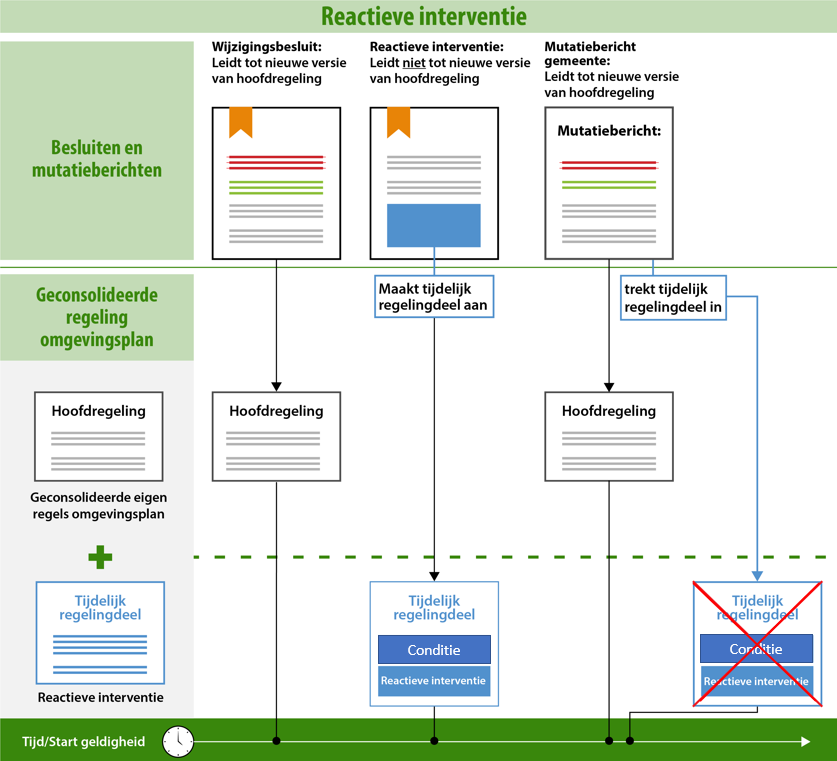 Reactieve interventie
Wijzigingsbesluit:
Leidt tot nieuwe versie
van hoofdregeling
Reactieve interventie:
Leidt niet tot nieuwe versie
van hoofdregeling
Mutatiebericht
gemeente:
Leidt tot nieuwe versie
van hoofdregeling
Besluiten en
mutatieberichten
Mutatiebericht:
Geconsolideerde
regeling
omgevingsplan
Maakt tijdelijk
regelingdeel aan
trekt tijdelijk
regelingdeel in
Hoofdregeling
Hoofdregeling
Hoofdregeling
Geconsolideerde eigen
regels omgevingsplan
Tijdelijk
regelingdeel
Reactieve interventie
Tijdelijk
regelingdeel
Conditie
Reactieve interventie
Tijdelijk
regelingdeel
Conditie
Reactieve interventie
Tijd/Start geldigheid